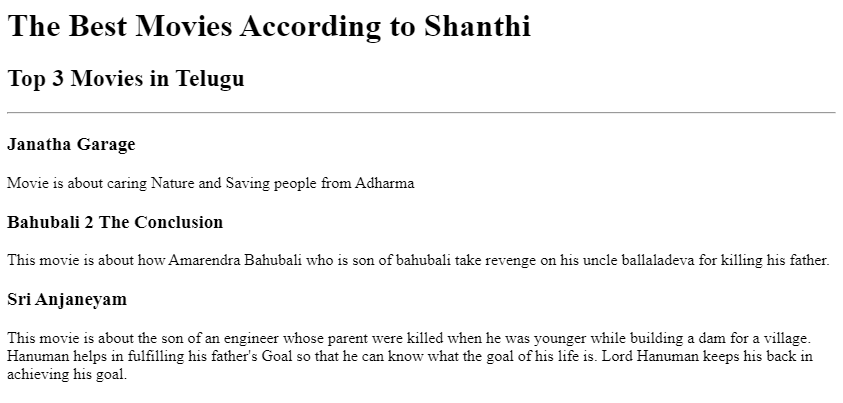 The Best Movies According to Shanthi
Top 3 Movies in Telugu
Janatha Garage
Movie is about caring Nature and Saving people from Adharma
Bahubali 2 The Conclusion
This movie is about how Amarendra Bahubali who is son of bahubali take revenge on his uncle ballaladeva for killing his father.
Sri Anjaneyam
This movie is about the son of an engineer whose parent were killed when he was younger while building a dam for a village.
Hanuman helps in fulfilling his father's Goal so that he can know what the goal of his life is. Lord Hanuman keeps his back in
achieving his goal.